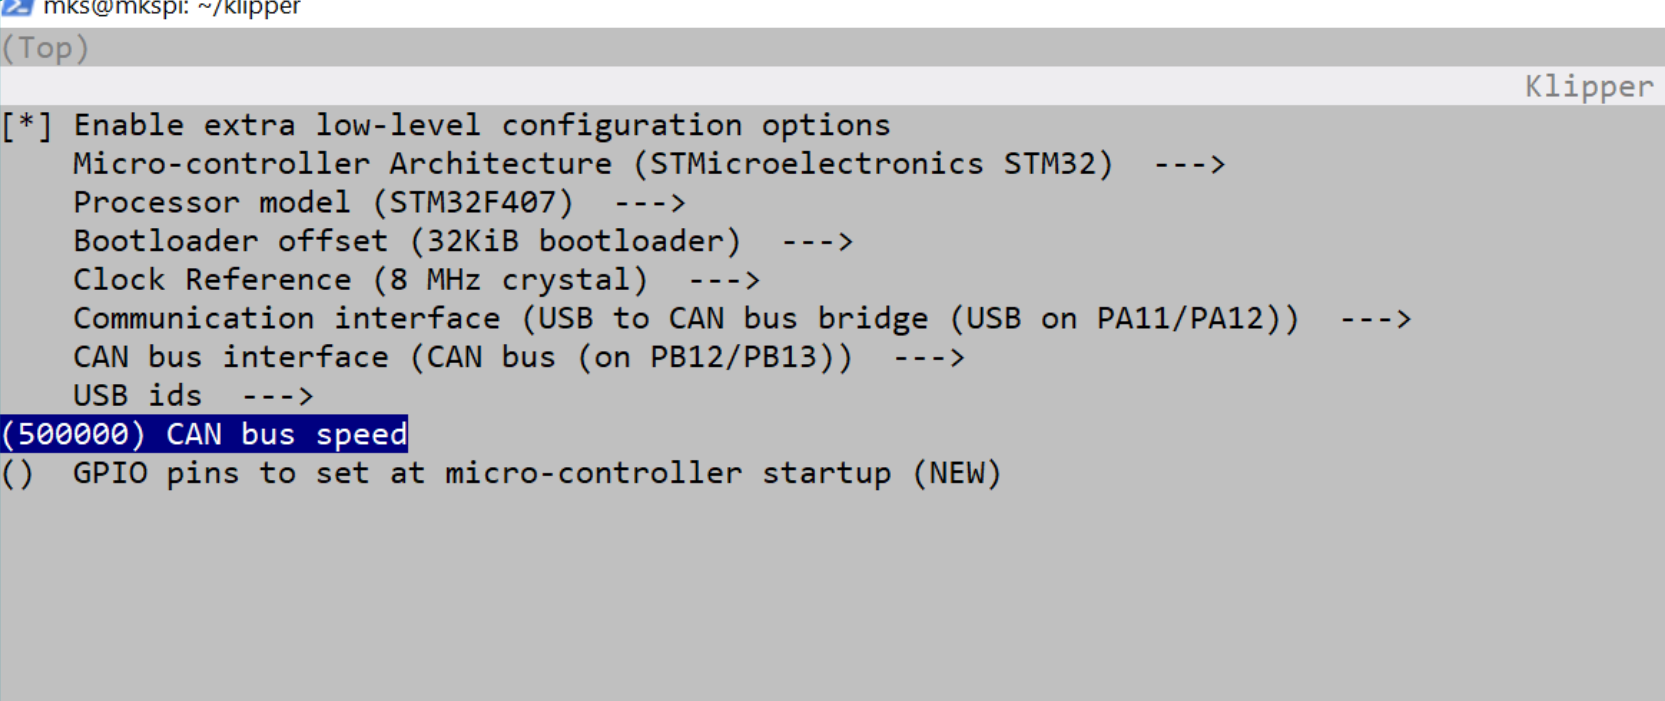 mks@mkspi: ~/klipper
(Top)
Klipper
[*] Enable extra low-level configuration options
Micro-controller Architecture (STMicroelectronics STM32)  --->
Processor model (STM32F407)  --->
Bootloader offset (32KiB bootloader)  --->
Clock Reference (8 MHz crystal)  --->
Communication interface (USB to CAN bus bridge (USB on PA11/PA12))  --->
CAN bus interface (CAN bus (on PB12/PB13))  --->
USB ids  --->
(500000) CAN bus speed
()  GPIO pins to set at micro-controller startup (NEW)